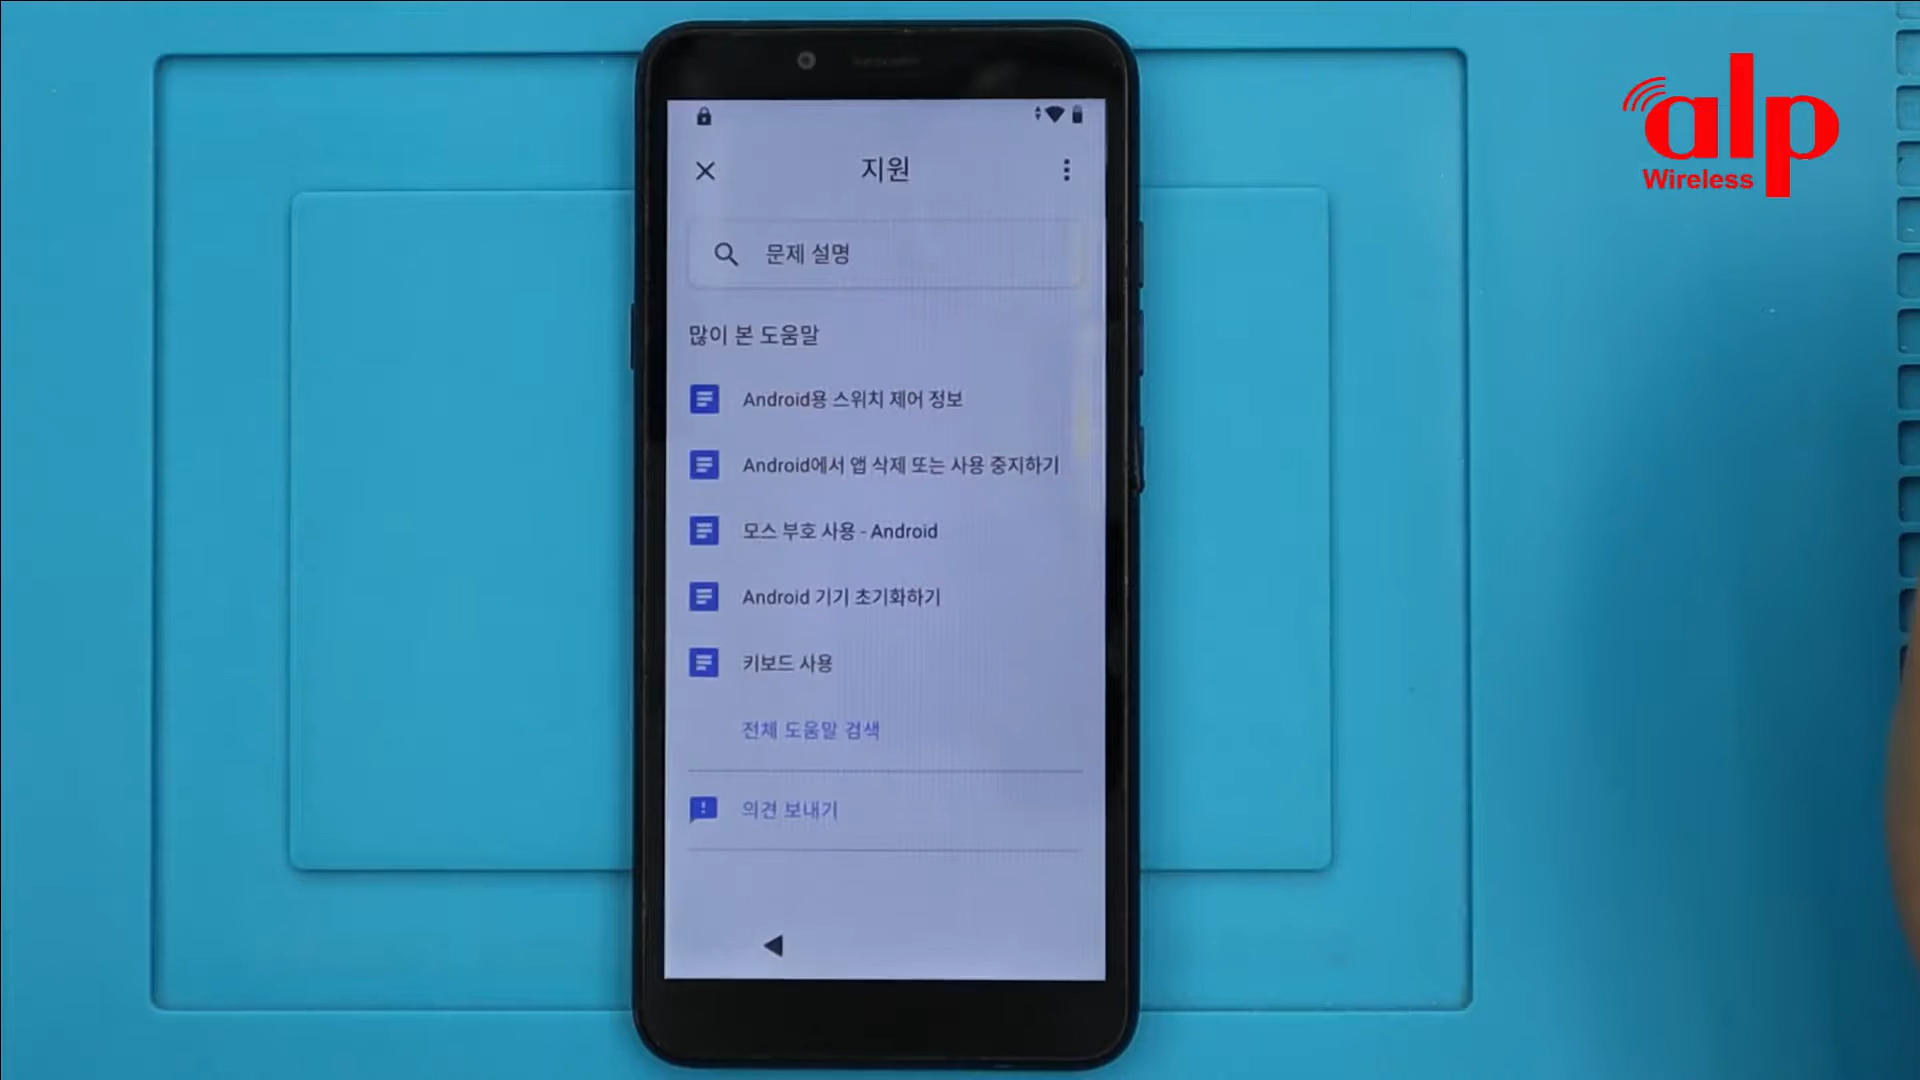 alp
Wireless
지원
문제 설명
많이 본 도움말
Android용 스위치 제어 정보
Android에서 앱 삭제 또는 사용 중지하기
모스 부호 사용 - Android
Android 기기 초기화하기
키보드 사용
전체 도움말 검색
의견 보내기